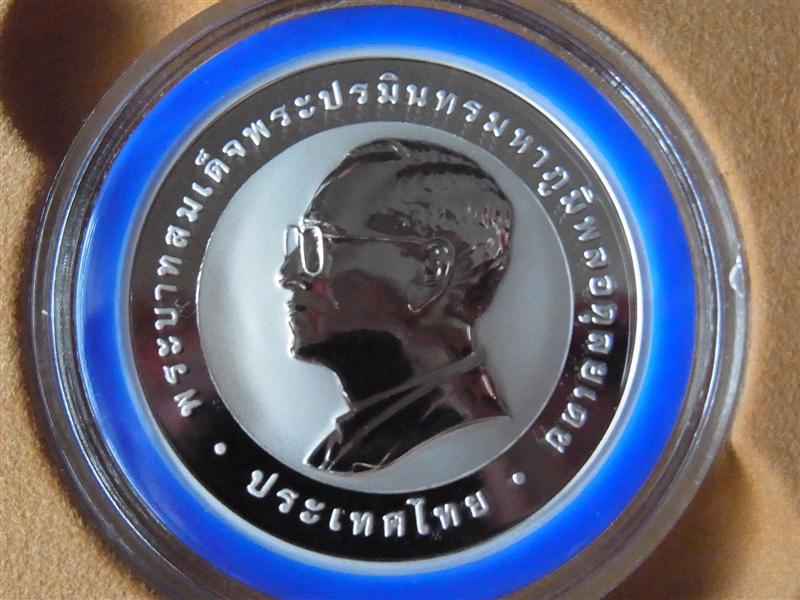 พระบาทสมเด็จพระปรมินทรมหาภูมิพลอดุลยเดช
• ประเทศไทย •